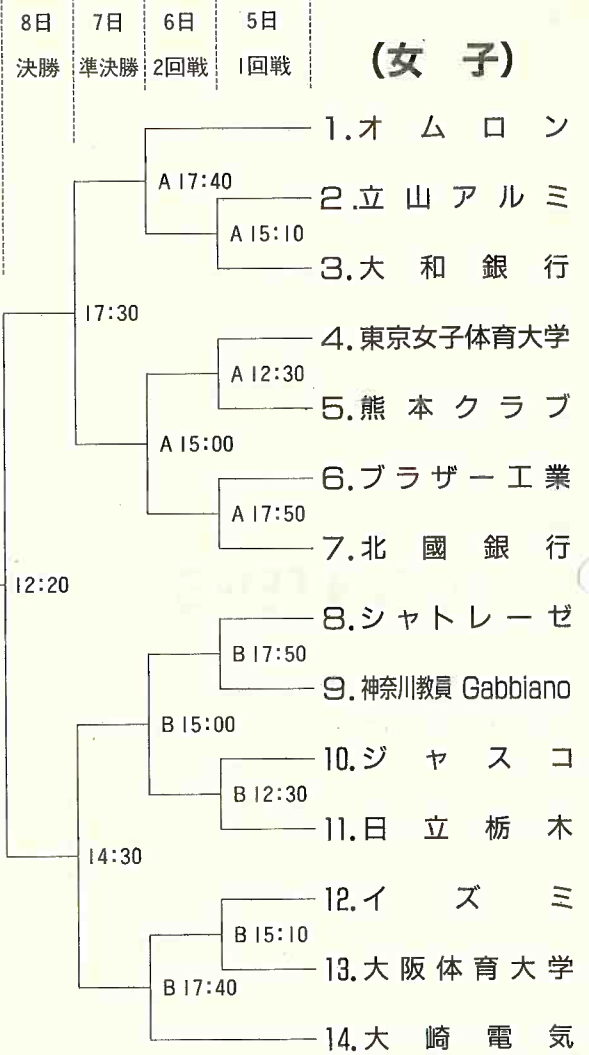 8日 7日 6日 5日
決勝 準決勝 2回戦 1回戦
(女 子)
1.オムロン
A 17:40
2.立山アルミ
A 15:10
3.大和銀行
17:30
4.東京女子体育大学
A 12:30
5.熊本クラブ
A 15:00
6.ブラザー工業
A 17:50
7.北國銀行
12:20
8.シャトレーゼ
B 17:50
9.神奈川教員 Gabbiano
B 15:00
10.ジャスコ
B 12:30
11.日立栃木
14:30
12.イズミ
B 15:10
13.大阪体育大学
B 17:40
14.大崎電気